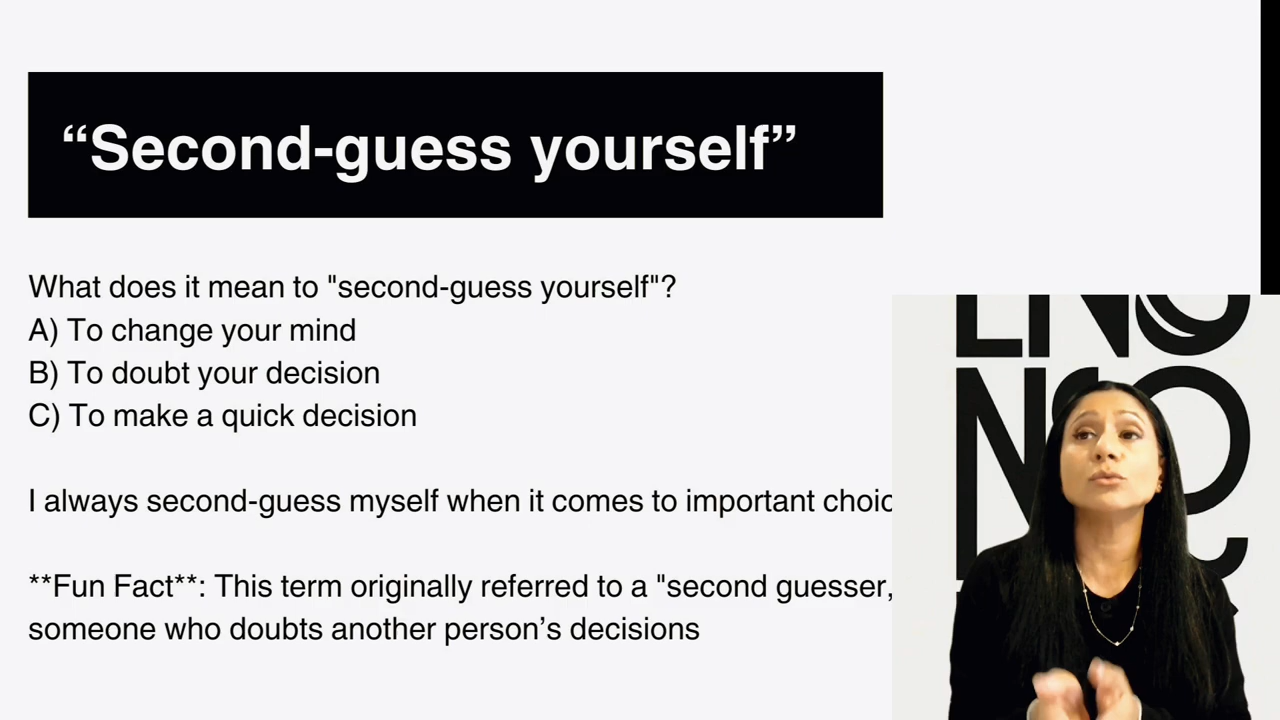 “Second-guess yourself”
What does it mean to "second-guess yourself"?
A) To change your mind
B) To doubt your decision
C) To make a quick decision
I always second-guess myself when it comes to important
**Fun Fact**: This term originally referred to a "second guesser,
someone who doubts another person’s decisions